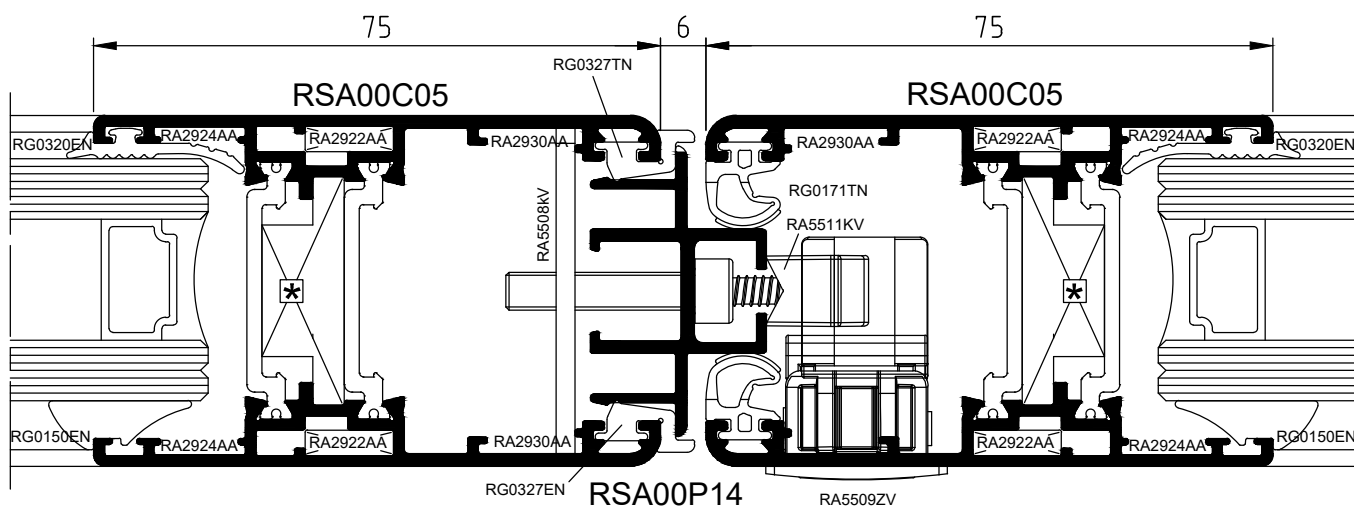 75 6 75
RG0327TN
RSA00C05 RSA00C05
RG0320EN RA2924AA RA2922AA RA2930AA RA2930AA RA2922AA RA2924AA RG0320EN
RG0171TN
RA5508kV
RA5511KV
* *
RG0150EN RA2924AA RA2922AA RA2930AA RA2922AA RA2924AA RG0150EN
RG0327EN RSA00P14 RA5509ZV